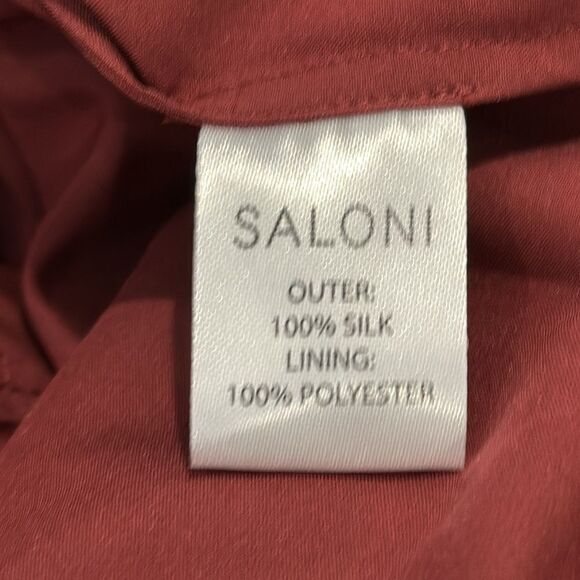 SALONI
OUTER:
100% SILK
LINING:
100% POLYESTER